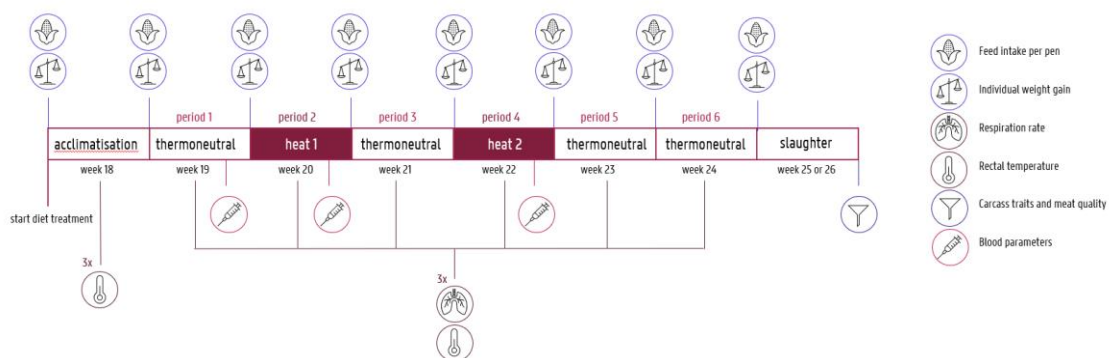 period 1
period 2
period 3
period 4
period 5
period 6
acclimatisation
thermoneutral
heat 1
thermoneutral
heat 2
thermoneutral
thermoneutral
slaughter
week 18
week 19
week 20
week 21
week 22
week 23
week 24
week 25 or 26
start diet treatment
3x
3x
Feed intake per pen
Individual weight gain
Respiration rate
Rectal temperature
Carcass traits and meat quality
Blood parameters